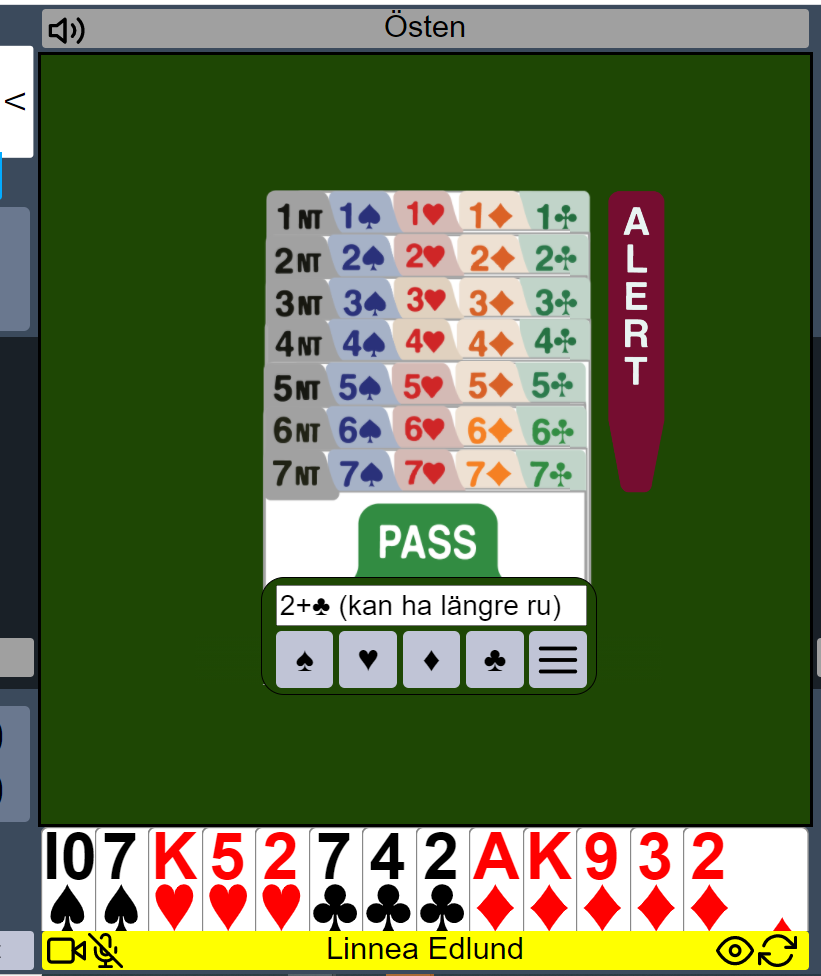 Östen
<
1NT 1♠ 1♥ 1♦ 1♣
2NT 2♠ 2♥ 2♦ 2♣
3NT 3♠ 3♥ 3♦ 3♣
4NT 4♠ 4♥ 4♦ 4♣
5NT 5♠ 5♥ 5♦ 5♣
6NT 6♠ 6♥ 6♦ 6♣
7NT 7♠ 7♥ 7♦ 7♣
ALERT
PASS
2+♣ (kan ha längre ru)
♠ ♥ ♦ ♣
10 7 K 5 2 7 4 2 A K 9 3 2
♠ ♠ ♥ ♥ ♥ ♣ ♣ ♣ ♦ ♦ ♦ ♦ ♦
Linnea Edlund